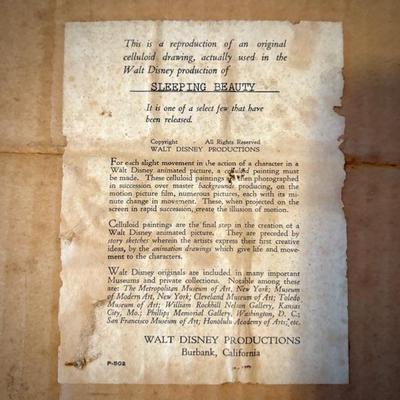 This is a reproduction of an original
celluloid drawing, actually used in the
Walt Disney production of
SLEEPING BEAUTY
It is one of a select few that have
been released.
Copyright All Rights Reserved
WALT DISNEY PRODUCTIONS
For each slight movement in the action of a character in a
Walt Disney animated picture, a celluloid painting must
be made. These celluloid paintings are then photographed
in succession over master backgrounds producing, on the
motion picture film, numerous pictures, each with its mi-
nute change in movement. These, when projected on the
screen in rapid succession, create the illusion of motion.
Celluloid paintings are the final step in the creation of a
Walt Disney animated picture. They are preceded by
story sketches wherein the artists express their first creative
ideas, by the animation drawings which give life and move-
ment to the characters.
Walt Disney originals are included in many important
Museums and private collections. Notable among these
are: The Metropolitan Museum of Art, New York; Museum
of Modern Art, New York; Cleveland Museum of Art; Toledo
Museum of Art; William Rockhill Nelson Gallery, Kansas
City, Mo.; Phillips Memorial Gallery, Washington, D. C.;
San Francisco Museum of Art; Honolulu Academy of Arts; etc.
WALT DISNEY PRODUCTIONS
Burbank, California
P-502